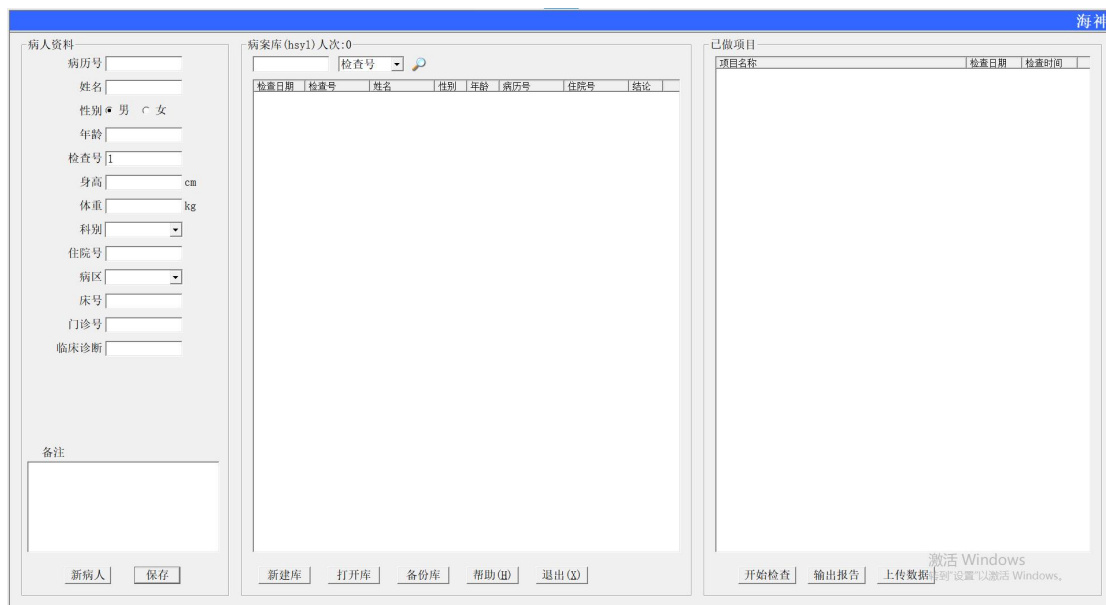 海神
病人资料
病历号
姓名
性别 男 女
年龄
检查号 1
身高 cm
体重 kg
科别
住院号
病区
床号
门诊号
临床诊断
备注
新病人 保存
病案库(hsyl)人次:0
检查号
检查日期 检查号 姓名 性别 年龄 病历号 住院号 结论
新建库 打开库 备份库 帮助(H) 退出(X)
已做项目
项目名称 检查日期 检查时间
开始检查 输出报告 上传数据
激活 Windows
转到"设置"以激活 Windows。